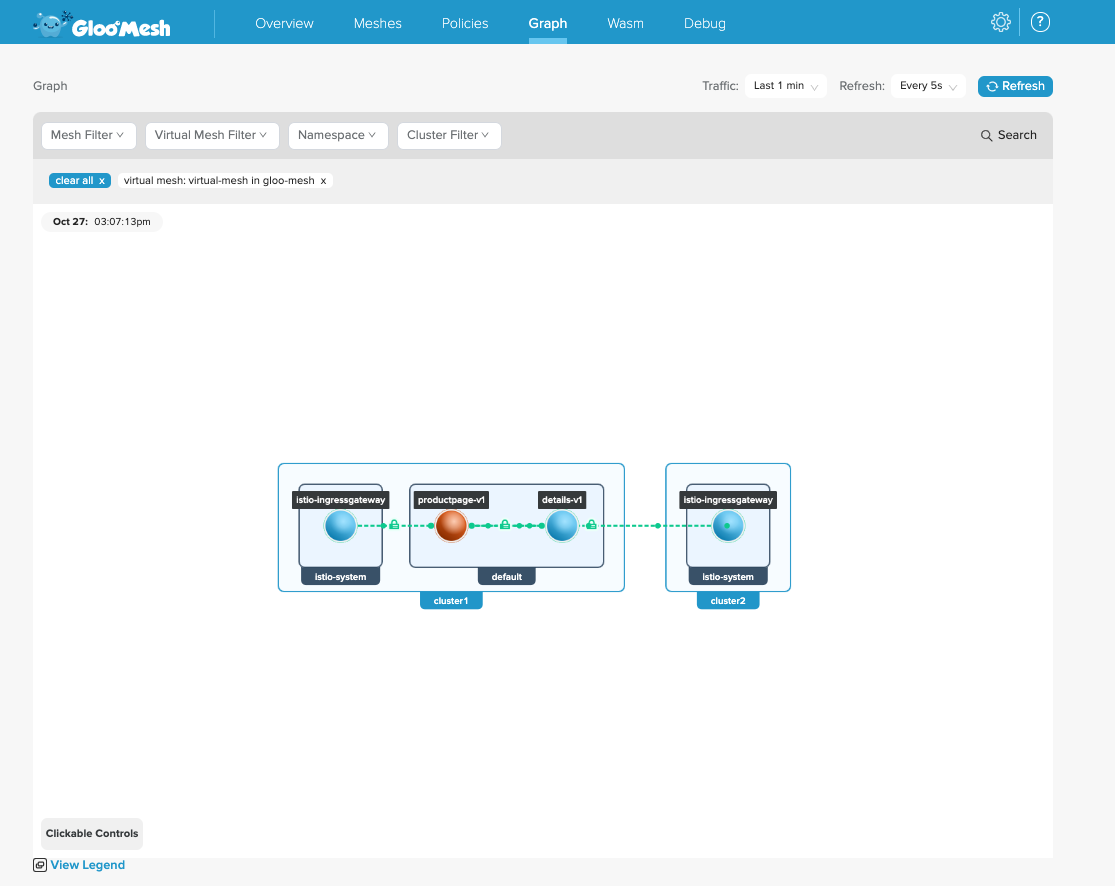 Gloo Mesh
Overview
Meshes
Policies
Graph
Wasm
Debug
?
Graph
Traffic:
Last 1 min
Refresh:
Every 5s
Refresh
Mesh Filter
Virtual Mesh Filter
Namespace
Cluster Filter
Search
clear all x
virtual mesh: virtual-mesh in gloo-mesh x
Oct 27: 03:07:13pm
istio-ingressgateway
productpage-v1
details-v1
istio-ingressgateway
istio-system
default
istio-system
cluster1
cluster2
Clickable Controls
View Legend